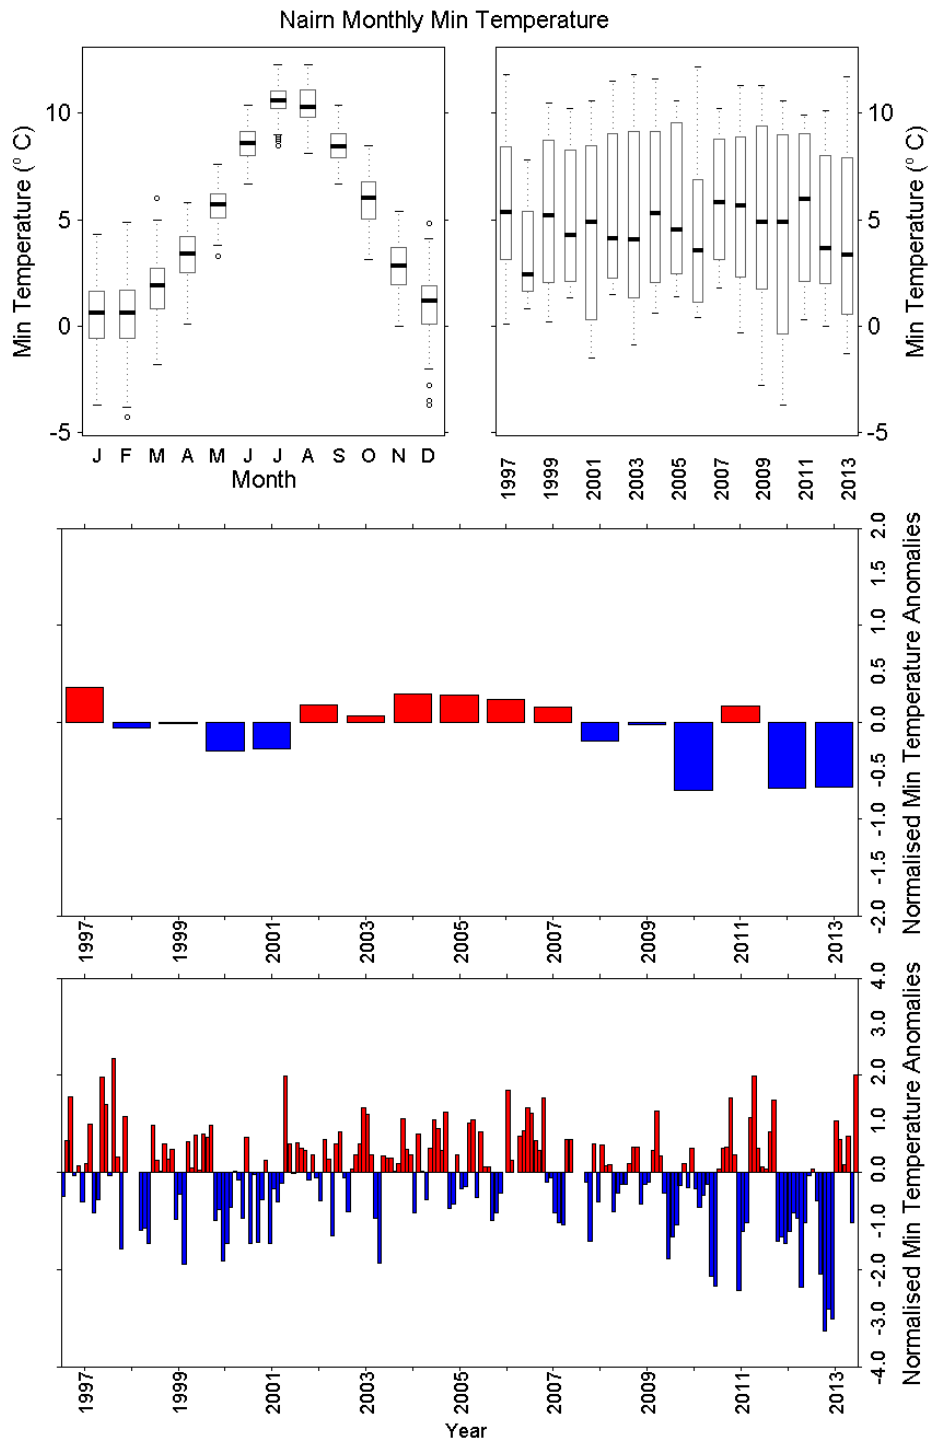 Nairn Monthly Min Temperature
Min Temperature (° C)
10
5
0
-5
J F M A M J J A S O N D
Month
10
5
0
-5
Min Temperature (° C)
1997 1999 2001 2003 2005 2007 2009 2011 2013
2.0
1.5
1.0
0.5
0.0
-0.5
-1.0
-1.5
-2.0
Normalised Min Temperature Anomalies
1997 1999 2001 2003 2005 2007 2009 2011 2013
4.0
3.0
2.0
1.0
0.0
-1.0
-2.0
-3.0
-4.0
Normalised Min Temperature Anomalies
1997 1999 2001 2003 2005 2007 2009 2011 2013
Year